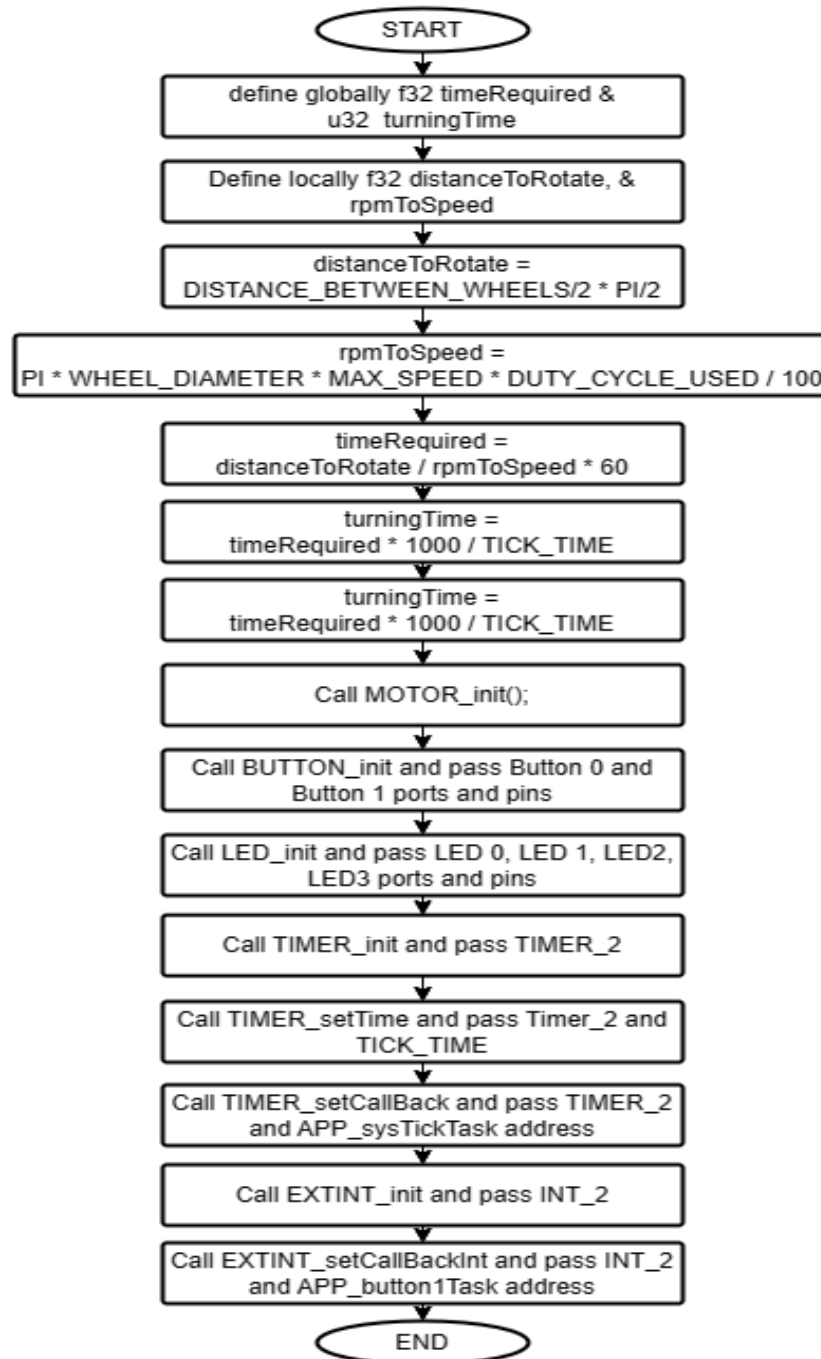 START
define globally f32 timeRequired &
u32 turningTime
Define locally f32 distanceToRotate, &
rpmToSpeed
distanceToRotate =
DISTANCE_BETWEEN_WHEELS/2 * PI/2
rpmToSpeed =
PI * WHEEL_DIAMETER * MAX_SPEED * DUTY_CYCLE_USED / 100
timeRequired =
distanceToRotate / rpmToSpeed * 60
turningTime =
timeRequired * 1000 / TICK_TIME
turningTime =
timeRequired * 1000 / TICK_TIME
Call MOTOR_init();
Call BUTTON_init and pass Button 0 and
Button 1 ports and pins
Call LED_init and pass LED 0, LED 1, LED2,
LED3 ports and pins
Call TIMER_init and pass TIMER_2
Call TIMER_setTime and pass Timer_2 and
TICK_TIME
Call TIMER_setCallBack and pass TIMER_2
and APP_sysTickTask address
Call EXTINT_init and pass INT_2
Call EXTINT_setCallBackInt and pass INT_2
and APP_button1Task address
END